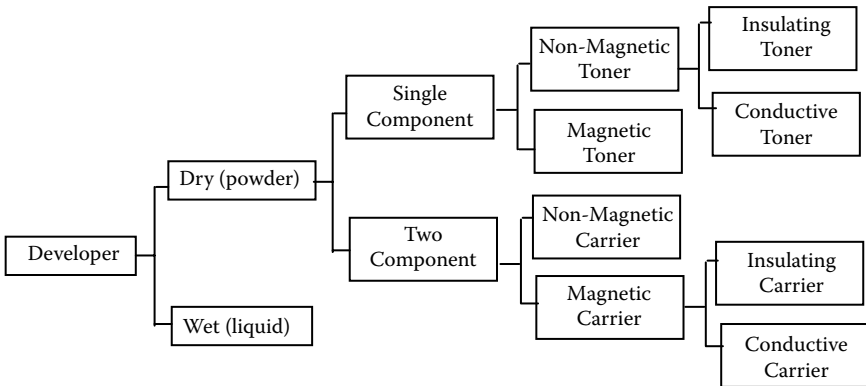 Developer
Dry (powder)
Wet (liquid)
Single
Component
Two
Component
Non-Magnetic
Toner
Magnetic
Toner
Non-Magnetic
Carrier
Magnetic
Carrier
Insulating
Toner
Conductive
Toner
Insulating
Carrier
Conductive
Carrier